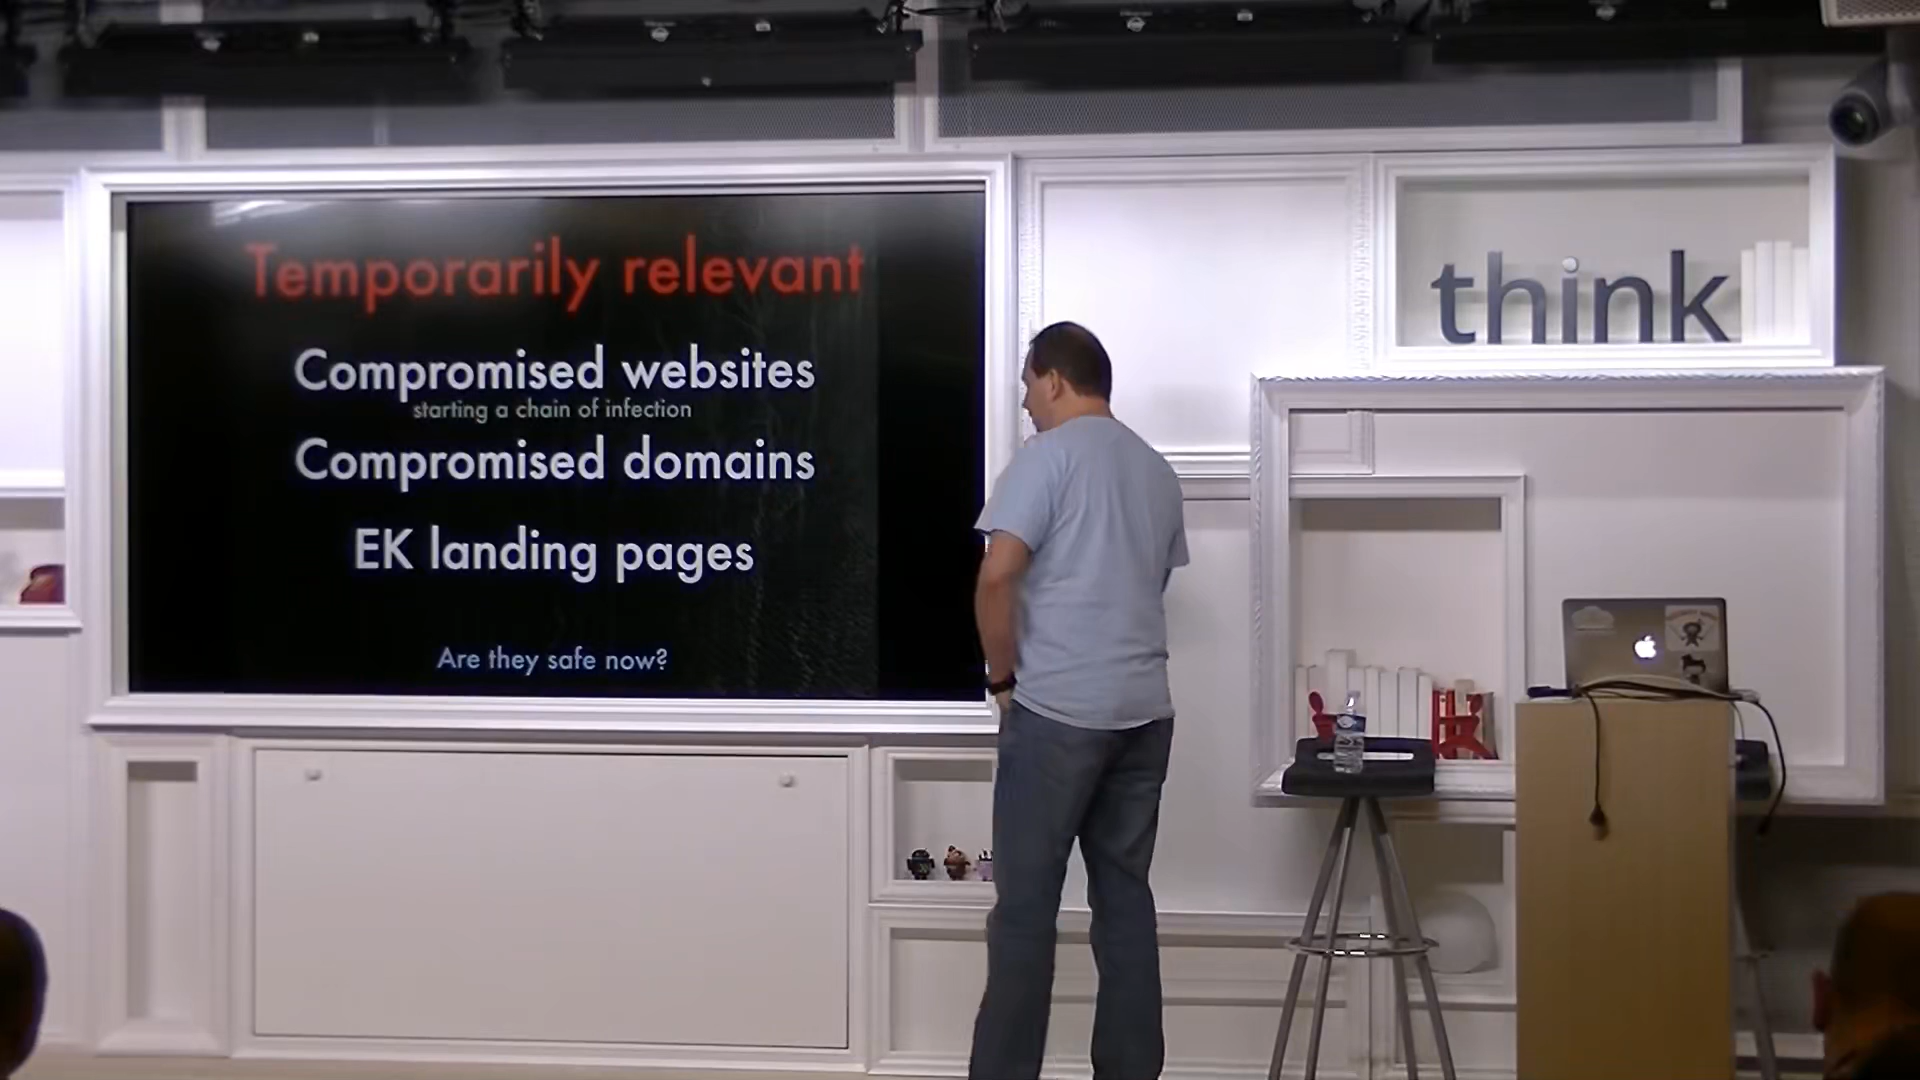 Temporarily relevant
Compromised websites
starting a chain of infection
Compromised domains
EK landing pages
Are they safe now?
think